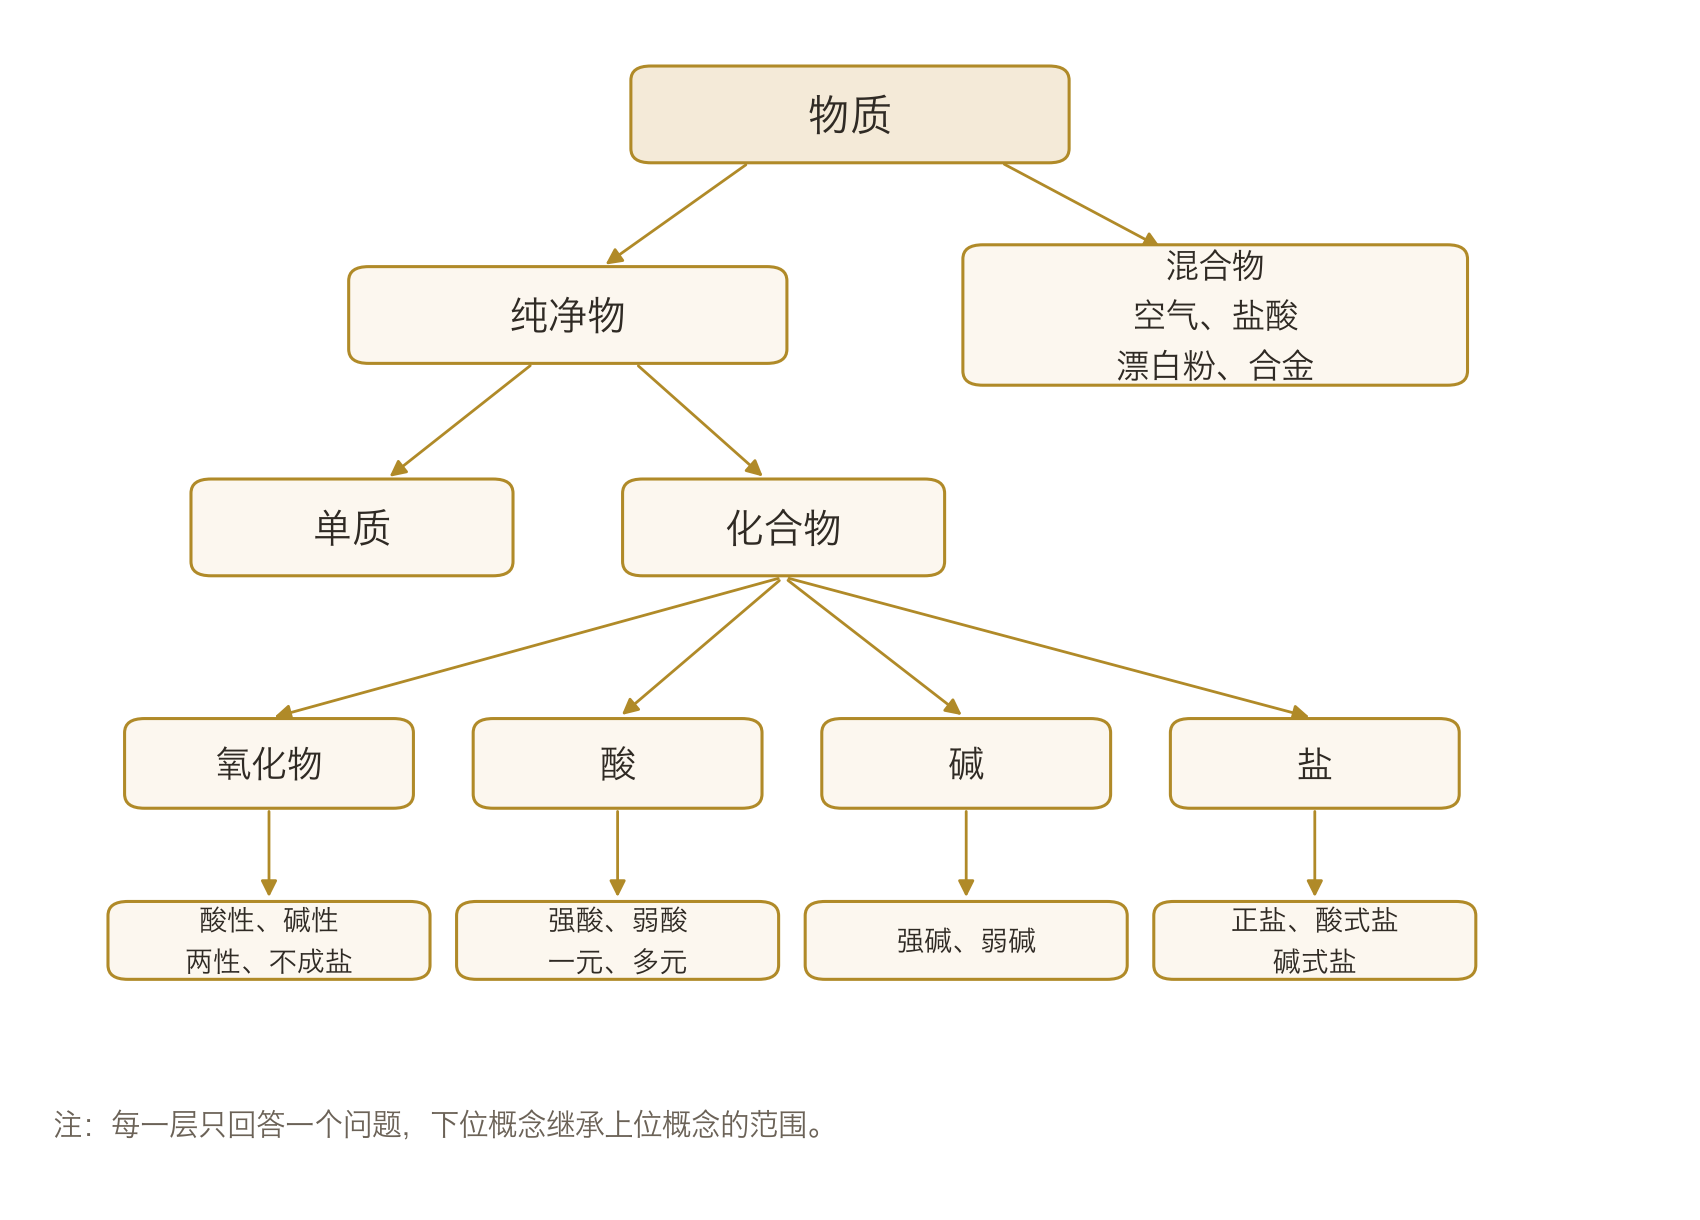 物质
纯净物
混合物
空气、盐酸
漂白粉、合金
单质
化合物
氧化物
酸
碱
盐
酸性、碱性
两性、不成盐
强酸、弱酸
一元、多元
强碱、弱碱
正盐、酸式盐
碱式盐
注：每一层只回答一个问题，下位概念继承上位概念的范围。